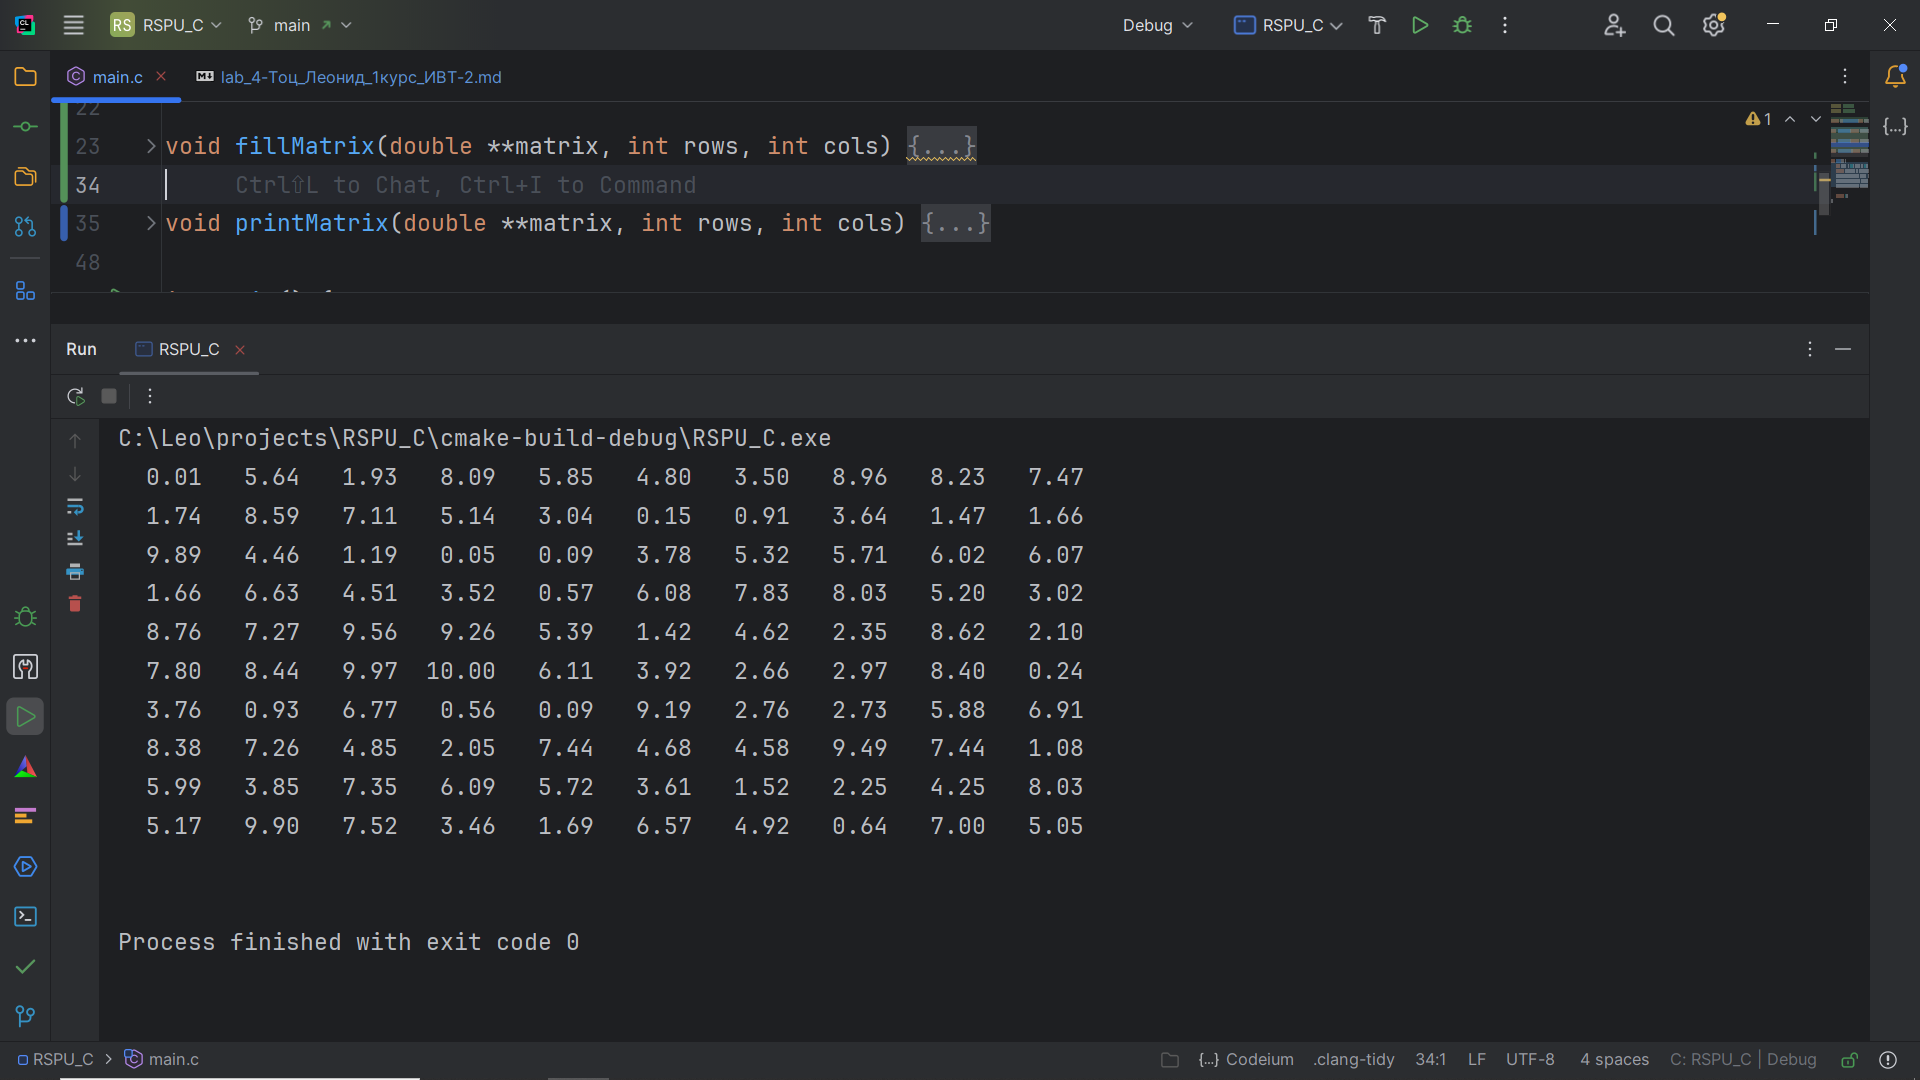 RS RSPU_C main Debug RSPU_C
main.c lab_4-Тоц_Леонид_1курс_ИВТ-2.md
22
23 void fillMatrix(double **matrix, int rows, int cols) {...} 1
34 Ctrl⇧L to Chat, Ctrl+I to Command
35 void printMatrix(double **matrix, int rows, int cols) {...}
48
Run RSPU_C
C:\Leo\projects\RSPU_C\cmake-build-debug\RSPU_C.exe
0.01 5.64 1.93 8.09 5.85 4.80 3.50 8.96 8.23 7.47
1.74 8.59 7.11 5.14 3.04 0.15 0.91 3.64 1.47 1.66
9.89 4.46 1.19 0.05 0.09 3.78 5.32 5.71 6.02 6.07
1.66 6.63 4.51 3.52 0.57 6.08 7.83 8.03 5.20 3.02
8.76 7.27 9.56 9.26 5.39 1.42 4.62 2.35 8.62 2.10
7.80 8.44 9.97 10.00 6.11 3.92 2.66 2.97 8.40 0.24
3.76 0.93 6.77 0.56 0.09 9.19 2.76 2.73 5.88 6.91
8.38 7.26 4.85 2.05 7.44 4.68 4.58 9.49 7.44 1.08
5.99 3.85 7.35 6.09 5.72 3.61 1.52 2.25 4.25 8.03
5.17 9.90 7.52 3.46 1.69 6.57 4.92 0.64 7.00 5.05
Process finished with exit code 0
RSPU_C > main.c {...} Codeium .clang-tidy 34:1 LF UTF-8 4 spaces C: RSPU_C | Debug